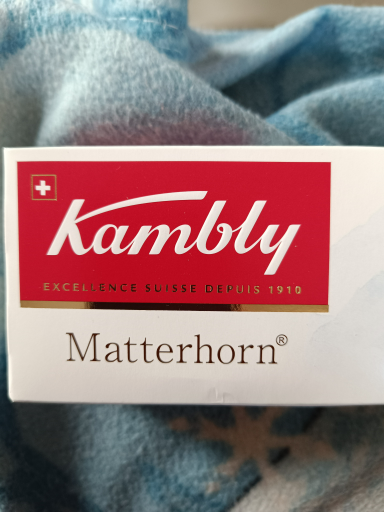 Kambly
EXCELLENCE SUISSE DEPUIS 1910
Matterhorn®